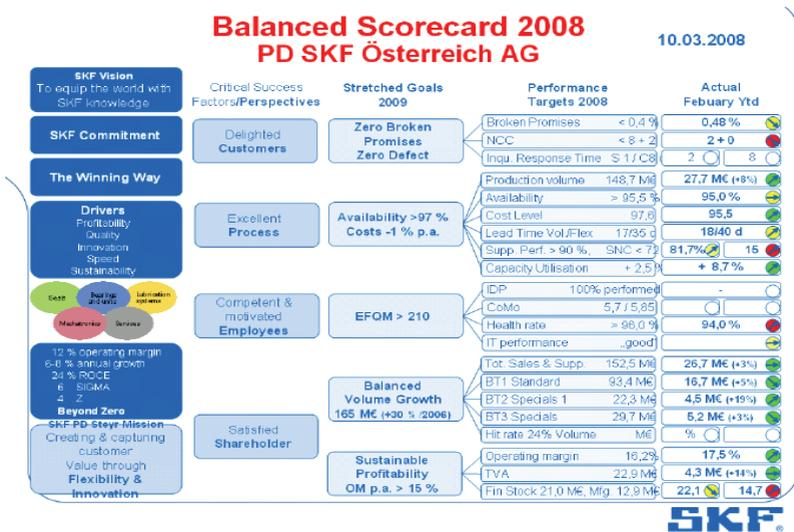 Balanced Scorecard 2008
PD SKF Österreich AG
10.03.2008
SKF Vision
To equip the world with
SKF knowledge
SKF Commitment
The Winning Way
Drivers
Profitability
Quality
Innovation
Speed
Sustainability
Seals
Bearings
and units
Lubrication
systems
Mechatronics
Services
12 % operating margin
6-8 % annual growth
24 % ROCE
6 SIGMA
4 Z
Beyond Zero
SKF PD Steyr Mission
Creating & capturing
customer
Value through
Flexibility &
Innovation
Critical Success
Factors/Perspectives
Delighted
Customers
Excellent
Process
Competent &
motivated
Employees
Satisfied
Shareholder
Stretched Goals
2009
Zero Broken
Promises
Zero Defect
Availability >97 %
Costs -1 % p.a.
EFQM > 210
Balanced
Volume Growth
165 M€ (+30 % /2006)
Sustainable
Profitability
OM p.a. > 15 %
Performance
Targets 2008
Actual
Febuary Ytd
Broken Promises < 0,4 % 0,48 %
NCC < 8 + 2 2 + 0
Inqu. Response Time S 1 / C8 2 8
Production volume 148,7 M€ 27,7 M€ (+8%)
Availability > 95,5 % 95,0 %
Cost Level 97,6 95,5
Lead Time Vol./Flex 17/35 d 18/40 d
Supp. Perf. > 90 %, SNC < 72 81,7% 15
Capacity Utilisation + 2,5 % + 8,7 %
IDP 100% performed -
CoMo 5,7 / 5,85
Health rate > 96,0 % 94,0 %
IT performance „good"
Tot. Sales & Supp. 152,5 M€ 26,7 M€ (+3%)
BT1 Standard 93,4 M€ 16,7 M€ (+5%)
BT2 Specials 1 22,3 M€ 4,5 M€ (+19%)
BT3 Specials 29,7 M€ 5,2 M€ (+3%)
Hit rate 24% Volume M€ %
Operating margin 16,2% 17,5 %
TVA 22,9 M€ 4,3 M€ (+14%)
Fin Stock 21,0 M€, Mfg. 12,9 M€ 22,1 14,7
SKF